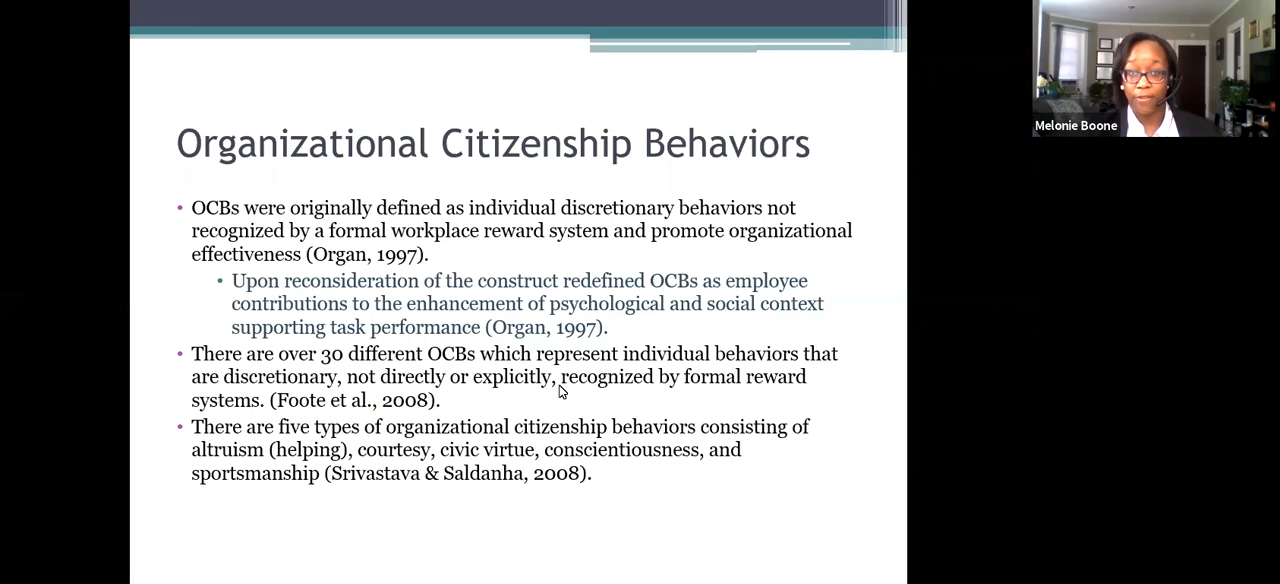 Organizational Citizenship Behaviors
• OCBs were originally defined as individual discretionary behaviors not
recognized by a formal workplace reward system and promote organizational
effectiveness (Organ, 1997).
• Upon reconsideration of the construct redefined OCBs as employee
contributions to the enhancement of psychological and social context
supporting task performance (Organ, 1997).
• There are over 30 different OCBs which represent individual behaviors that
are discretionary, not directly or explicitly, recognized by formal reward
systems. (Foote et al., 2008).
• There are five types of organizational citizenship behaviors consisting of
altruism (helping), courtesy, civic virtue, conscientiousness, and
sportsmanship (Srivastava & Saldanha, 2008).
Melonie Boone